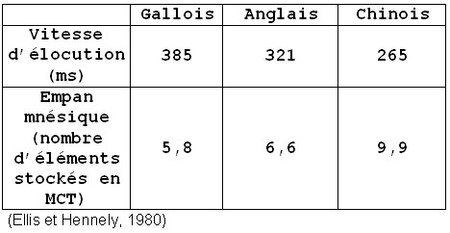 Gallois Anglais Chinois
Vitesse
d'élocution
(ms)
385 321 265
Empan
mnésique
(nombre
d'éléments
stockés en
MCT)
5,8 6,6 9,9
(Ellis et Hennely, 1980)